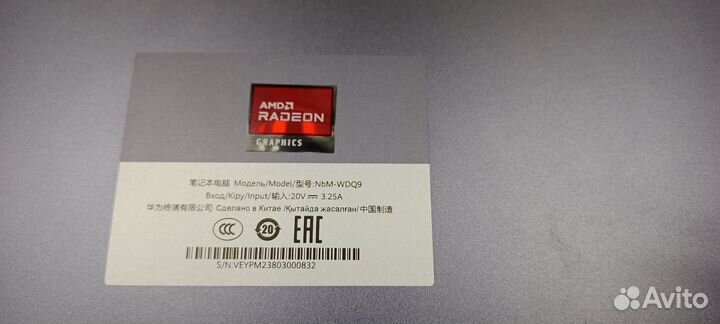 AMD
RADEON
GRAPHICS
笔记本电脑 Модель/Model/型号:NbM-WDQ9
Вход/Кіру/Input/输入:20V ⎓ 3.25A
华为终端有限公司 Сделано в Китае /Қытайда жасалған/中国制造
CCC
20
EAC
S/N:VEYPM23803000832
Avito